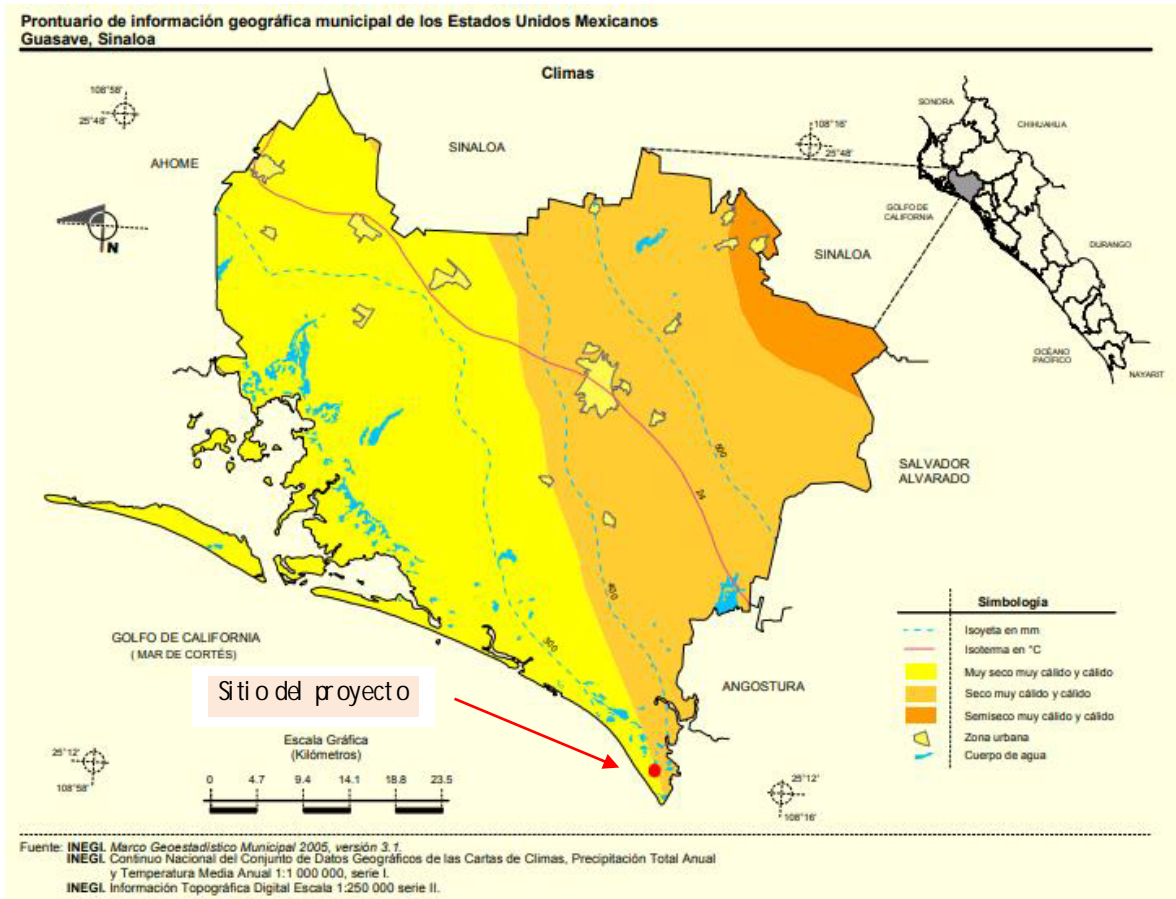 Prontuario de información geográfica municipal de los Estados Unidos Mexicanos
Guasave, Sinaloa
Climas
108°58'
25°48'
AHOME
SINALOA
108°16'
25°48'
SONORA
CHIHUAHUA
GOLFO DE
CALIFORNIA
DURANGO
OCÉANO
PACÍFICO
NAYARIT
N
SINALOA
SALVADOR
ALVARADO
500
24
400
300
GOLFO DE CALIFORNIA
( MAR DE CORTÉS)
ANGOSTURA
Sitio del proyecto
Simbología
Isoyeta en mm
Isoterma en °C
Muy seco muy cálido y cálido
Seco muy cálido y cálido
Semiseco muy cálido y cálido
Zona urbana
Cuerpo de agua
25°12'
108°58'
Escala Gráfica
(Kilómetros)
0 4.7 9.4 14.1 18.8 23.5
25°12'
108°16'
Fuente: INEGI. Marco Geoestadístico Municipal 2005, versión 3.1.
INEGI. Continuo Nacional del Conjunto de Datos Geográficos de las Cartas de Climas, Precipitación Total Anual
y Temperatura Media Anual 1:1 000 000, serie I.
INEGI. Información Topográfica Digital Escala 1:250 000 serie II.